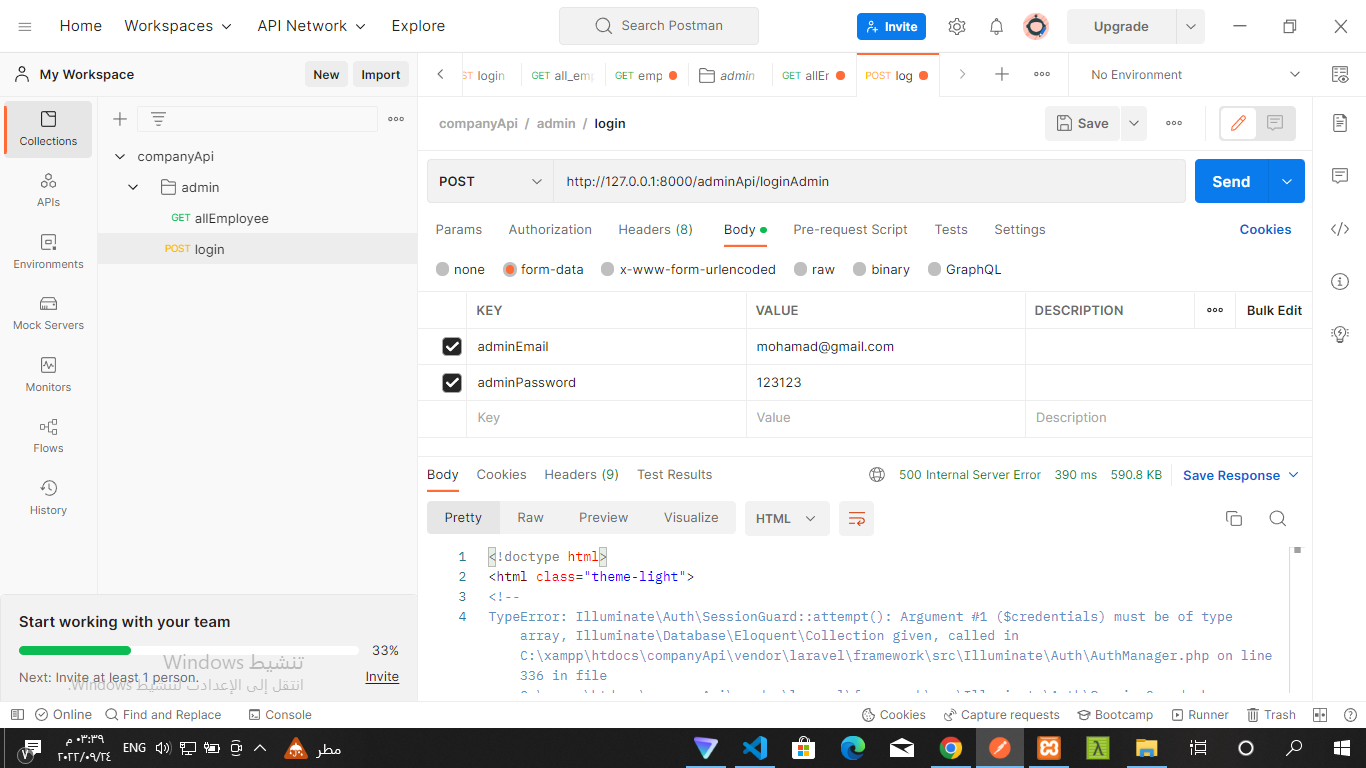 Home Workspaces API Network Explore Search Postman Invite Upgrade
My Workspace New Import
login GET all_em GET emp admin GET allEr POST log No Environment
Collections
APIs
Environments
Mock Servers
Monitors
Flows
History
companyApi
admin
GET allEmployee
POST login
companyApi / admin / login Save
POST http://127.0.0.1:8000/adminApi/loginAdmin Send
Params Authorization Headers (8) Body Pre-request Script Tests Settings Cookies
none form-data x-www-form-urlencoded raw binary GraphQL
KEY VALUE DESCRIPTION Bulk Edit
adminEmail mohamad@gmail.com
adminPassword 123123
Key Value Description
Body Cookies Headers (9) Test Results 500 Internal Server Error 390 ms 590.8 KB Save Response
Pretty Raw Preview Visualize HTML
1 <!doctype html>
2 <html class="theme-light">
3 <!--
4 TypeError: Illuminate\Auth\SessionGuard::attempt(): Argument #1 ($credentials) must be of type
array, Illuminate\Database\Eloquent\Collection given, called in
C:\xampp\htdocs\companyApi\vendor\laravel\framework\src\Illuminate\Auth\AuthManager.php on line
336 in file
Start working with your team
33%
Next: Invite at least 1 person. Invite
تنشيط Windows
انتقل إلى الإعدادت لتنشيط Windows.
Online Find and Replace Console Cookies Capture requests Bootcamp Runner Trash
٠٣:٣٩ م
٢٠٢٢/٠٩/٢٤
ENG
مطر